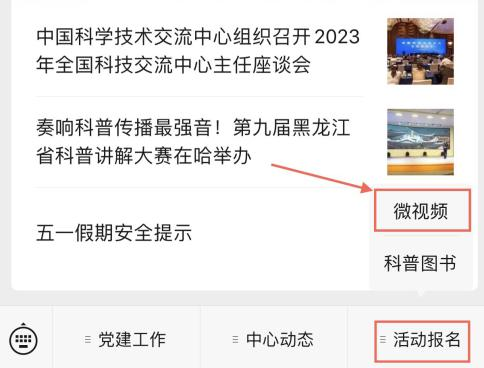 中国科学技术交流中心组织召开2023
年全国科技交流中心主任座谈会
奏响科普传播最强音！第九届黑龙江
省科普讲解大赛在哈举办
五一假期安全提示
微视频
科普图书
党建工作
中心动态
活动报名